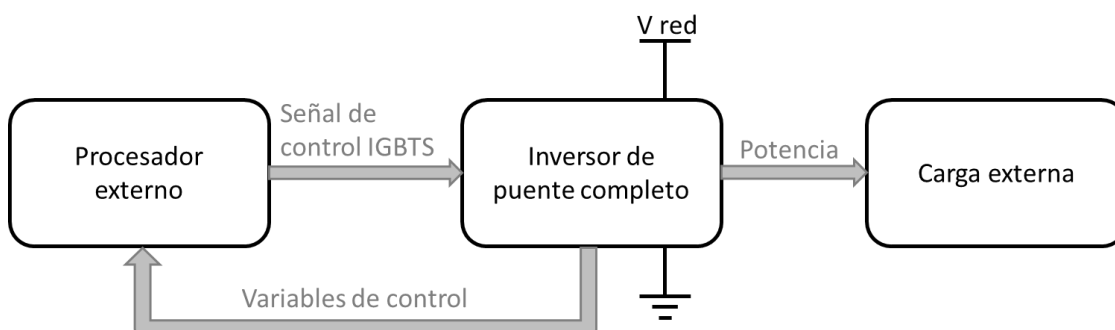 V red
Procesador
externo
Señal de
control IGBTS
Inversor de
puente completo
Potencia
Carga externa
Variables de control